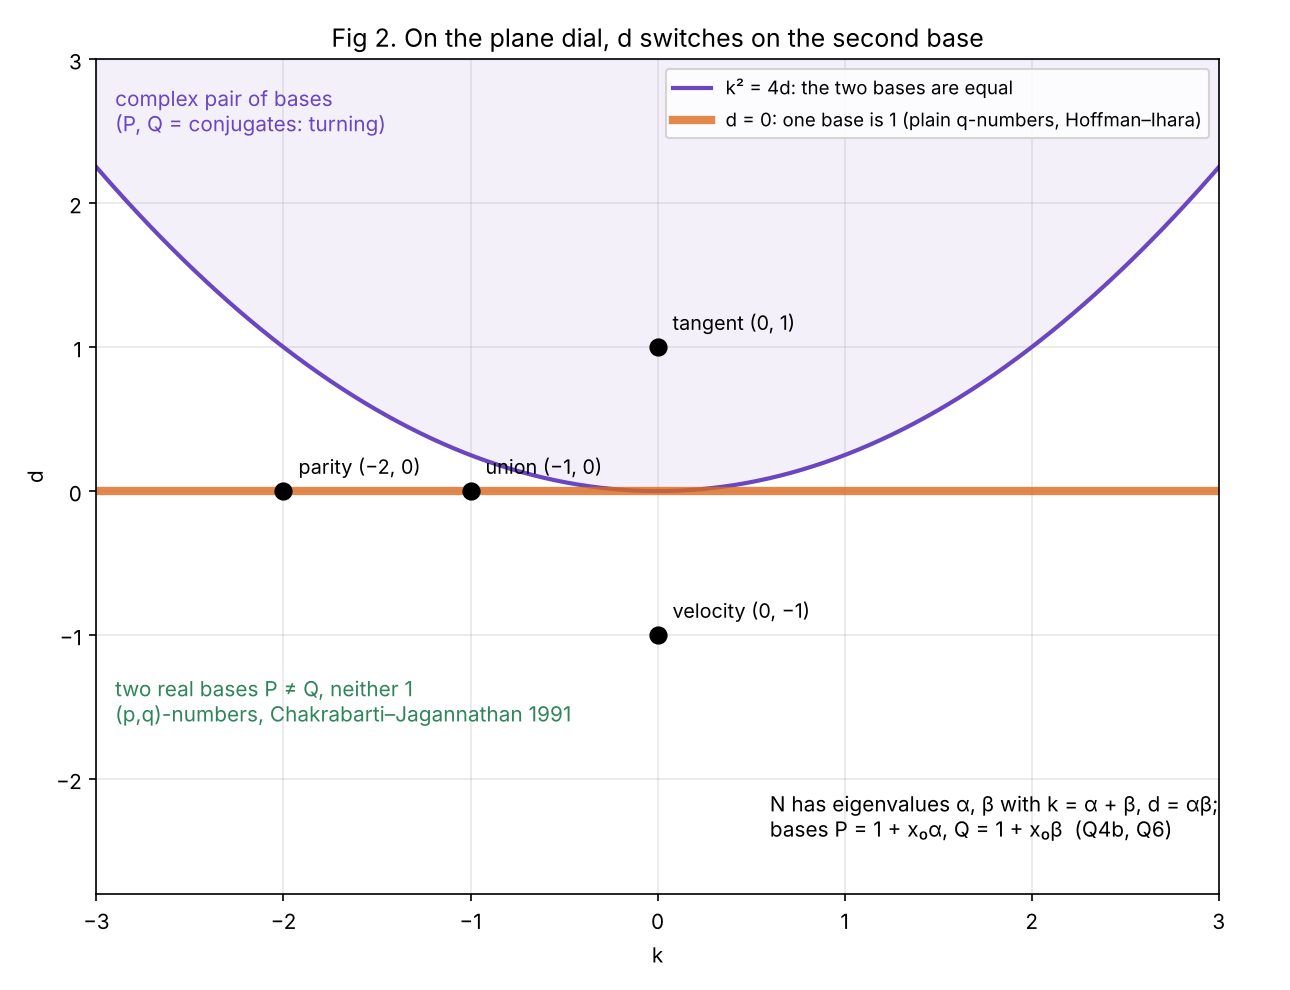 Fig 2. On the plane dial, d switches on the second base
complex pair of bases
(P, Q = conjugates: turning)
k² = 4d: the two bases are equal
d = 0: one base is 1 (plain q-numbers, Hoffman–Ihara)
tangent (0, 1)
parity (−2, 0)
union (−1, 0)
velocity (0, −1)
two real bases P ≠ Q, neither 1
(p,q)-numbers, Chakrabarti–Jagannathan 1991
N has eigenvalues α, β with k = α + β, d = αβ;
bases P = 1 + x₀α, Q = 1 + x₀β  (Q4b, Q6)
3
2
1
0
−1
−2
d
−3
−2
−1
0
1
2
3
k